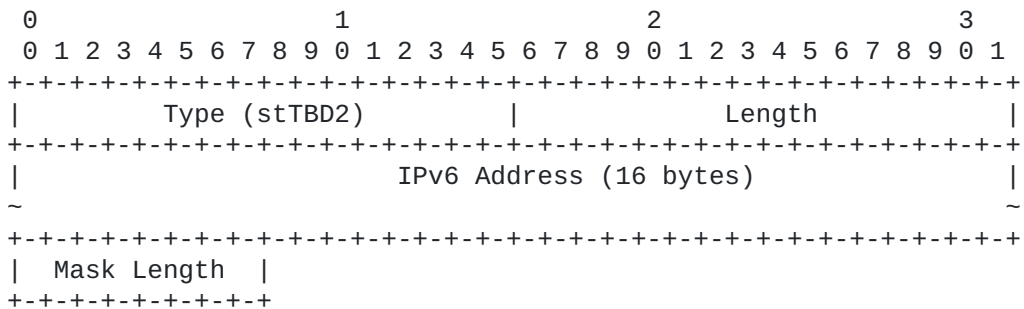 0                   1                   2                   3
 0 1 2 3 4 5 6 7 8 9 0 1 2 3 4 5 6 7 8 9 0 1 2 3 4 5 6 7 8 9 0 1
+-+-+-+-+-+-+-+-+-+-+-+-+-+-+-+-+-+-+-+-+-+-+-+-+-+-+-+-+-+-+-+-+
|         Type (stTBD2)         |             Length            |
+-+-+-+-+-+-+-+-+-+-+-+-+-+-+-+-+-+-+-+-+-+-+-+-+-+-+-+-+-+-+-+-+
|                        IPv6 Address (16 bytes)                |
~                                                               ~
+-+-+-+-+-+-+-+-+-+-+-+-+-+-+-+-+-+-+-+-+-+-+-+-+-+-+-+-+-+-+-+-+
|  Mask Length  |
+-+-+-+-+-+-+-+-+